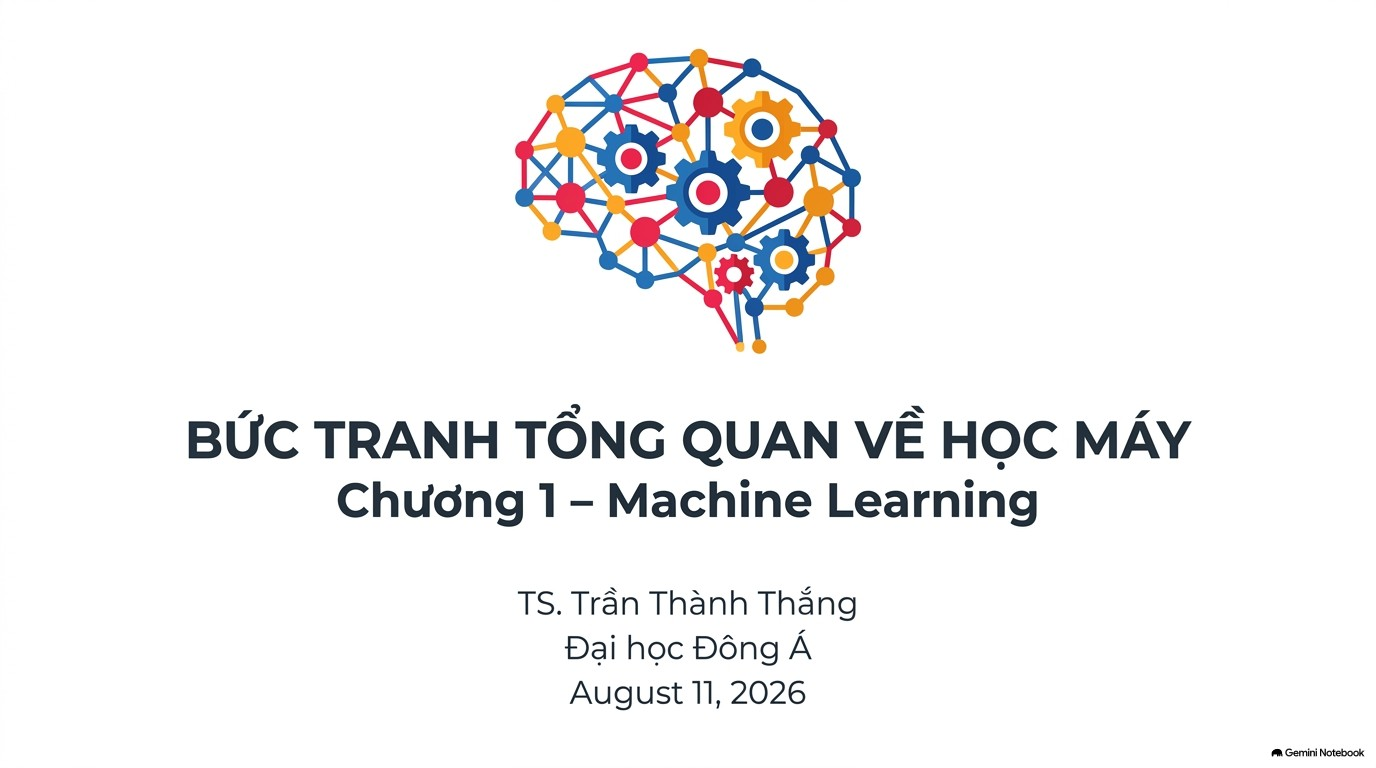 BỨC TRANH TỔNG QUAN VỀ HỌC MÁY
Chương 1 – Machine Learning
TS. Trần Thành Thắng
Đại học Đông Á
August 11, 2026
Gemini Notebook